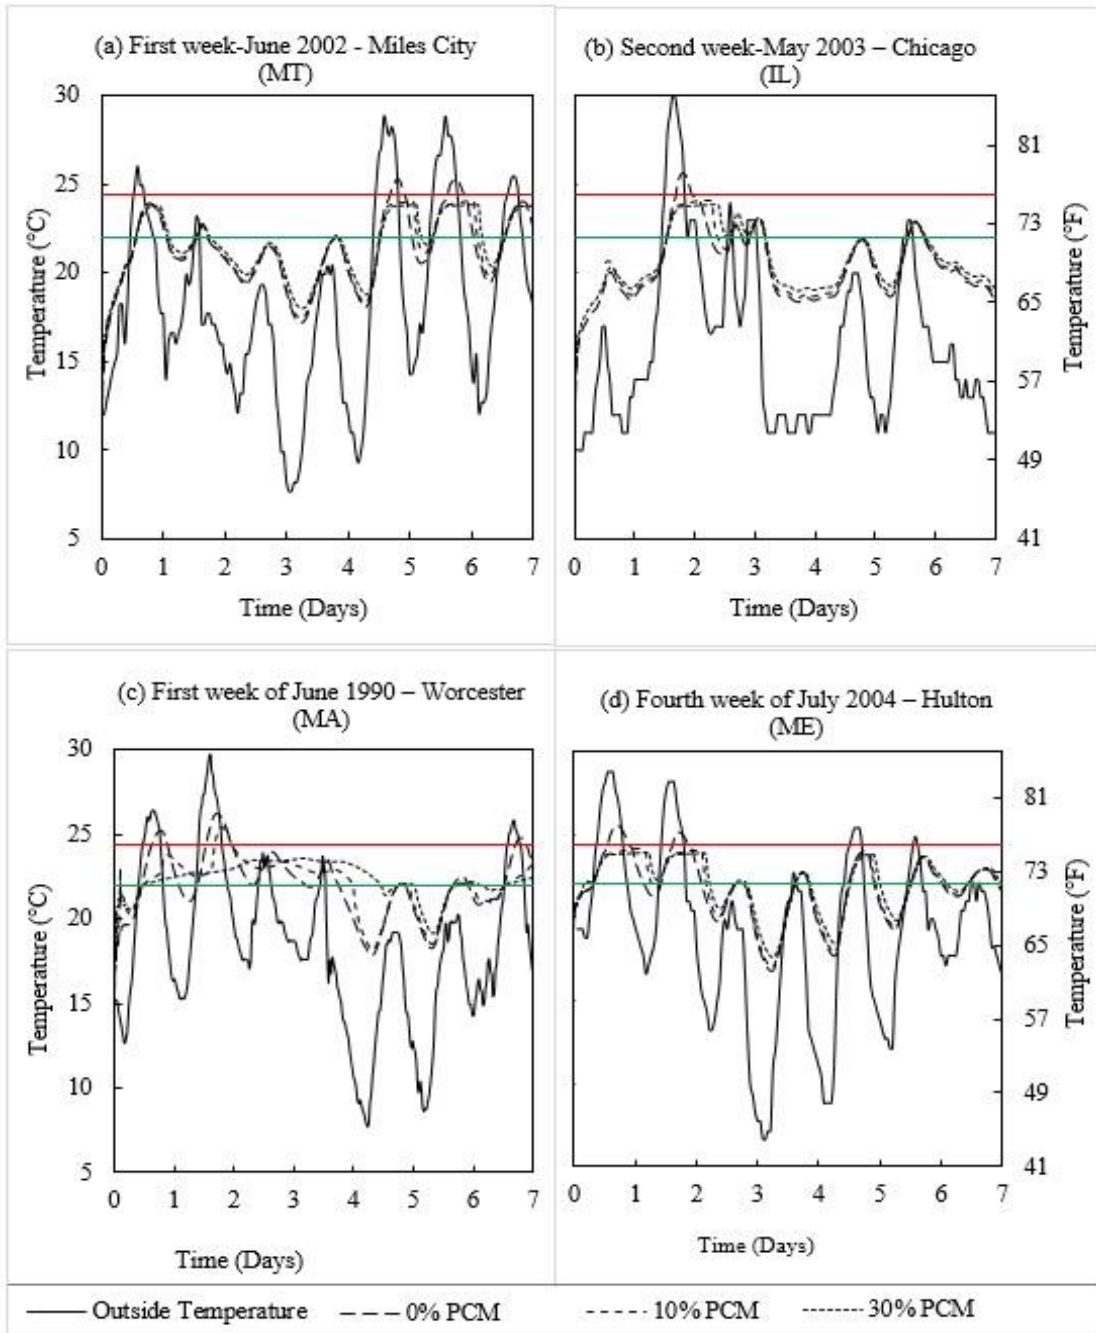 (a) First week-June 2002 - Miles City
(MT)
30
25
20
15
10
5
Temperature (°C)
0 1 2 3 4 5 6 7
Time (Days)
(b) Second week-May 2003 – Chicago
(IL)
81
73
65
57
49
41
Temperature (°F)
0 1 2 3 4 5 6 7
Time (Days)
(c) First week of June 1990 – Worcester
(MA)
30
25
20
15
10
5
Temperature (°C)
0 1 2 3 4 5 6 7
Time (Days)
(d) Fourth week of July 2004 – Hulton
(ME)
81
73
65
57
49
41
Temperature (°F)
0 1 2 3 4 5 6 7
Time (Days)
Outside Temperature 0% PCM 10% PCM 30% PCM